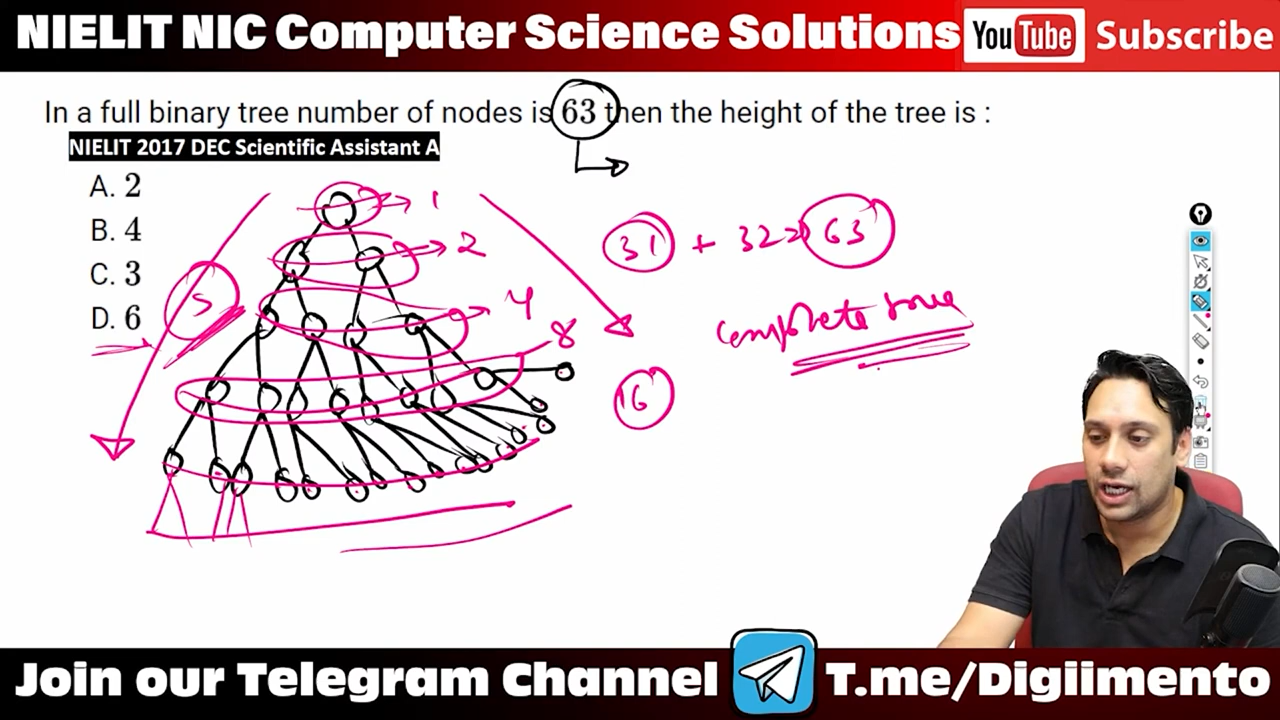 NIELIT NIC Computer Science Solutions YouTube Subscribe
In a full binary tree number of nodes is 63 then the height of the tree is :
NIELIT 2017 DEC Scientific Assistant A
A. 2
B. 4
C. 3
D. 6
1
2
4
8
5
31 + 32 => 63
complete tree
16
Join our Telegram Channel T.me/Digiimento